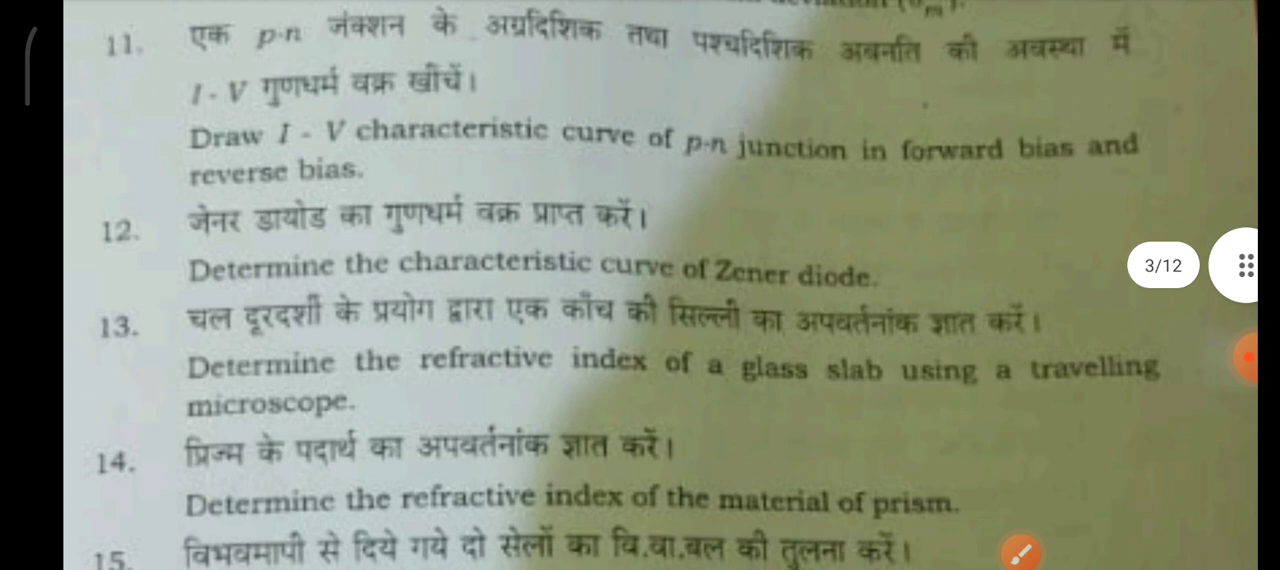 11. एक p-n जंक्शन के अग्रदिशिक तथा पश्चदिशिक अवनति की अवस्था में
I - V गुणधर्म वक्र खींचें।
Draw I - V characteristic curve of p-n junction in forward bias and
reverse bias.
12. जेनर डायोड का गुणधर्म वक्र प्राप्त करें।
Determine the characteristic curve of Zener diode.
3/12
13. चल दूरदर्शी के प्रयोग द्वारा एक काँच की सिल्ली का अपवर्तनांक ज्ञात करें।
Determine the refractive index of a glass slab using a travelling
microscope.
14. प्रिज्म के पदार्थ का अपवर्तनांक ज्ञात करें।
Determine the refractive index of the material of prism.
15. विभवमापी से दिये गये दो सेलों का वि.वा.बल की तुलना करें।